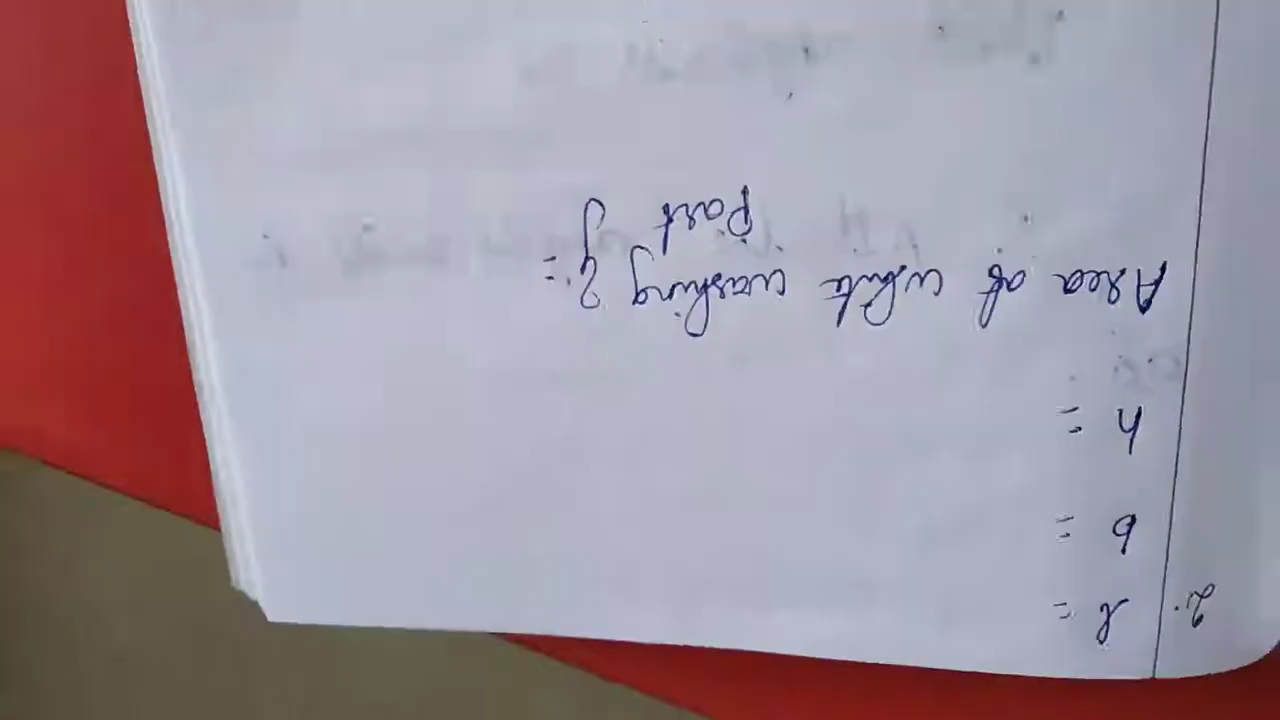 2. l =
b =
h =
Area of white washing } =
Part